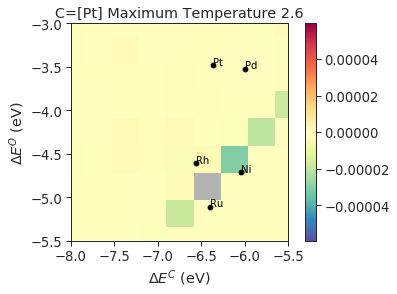 C=[Pt] Maximum Temperature 2.6
−3.0
−3.5
−4.0
−4.5
−5.0
−5.5
ΔE^O (eV)
Pt
Pd
Rh
Ni
Ru
−8.0 −7.5 −7.0 −6.5 −6.0 −5.5
ΔE^C (eV)
0.00004
0.00002
0.00000
−0.00002
−0.00004